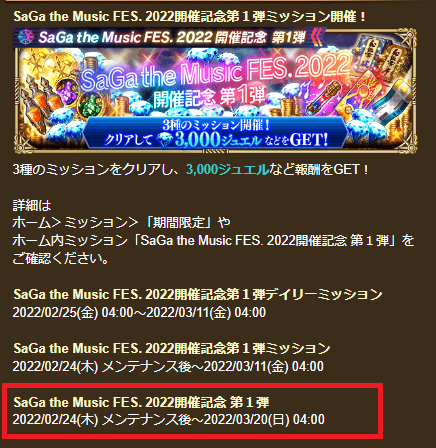 SaGa the Music FES. 2022開催記念第１弾ミッション開催！
SaGa the Music FES. 2022 開催記念 第1弾
SaGa the Music FES. 2022
開催記念 第1弾
3種のミッション開催！
クリアして 3,000ジュエルなどをGET!
3種のミッションをクリアし、3,000ジュエルなど報酬をGET！
詳細は
ホーム＞ミッション＞「期間限定」や
ホーム内ミッション「SaGa the Music FES. 2022開催記念 第１弾」を
ご確認ください。
SaGa the Music FES. 2022開催記念第１弾デイリーミッション
2022/02/25(金) 04:00～2022/03/11(金) 04:00
SaGa the Music FES. 2022開催記念第１弾ミッション
2022/02/24(木) メンテナンス後～2022/03/11(金) 04:00
SaGa the Music FES. 2022開催記念 第１弾
2022/02/24(木) メンテナンス後～2022/03/20(日) 04:00